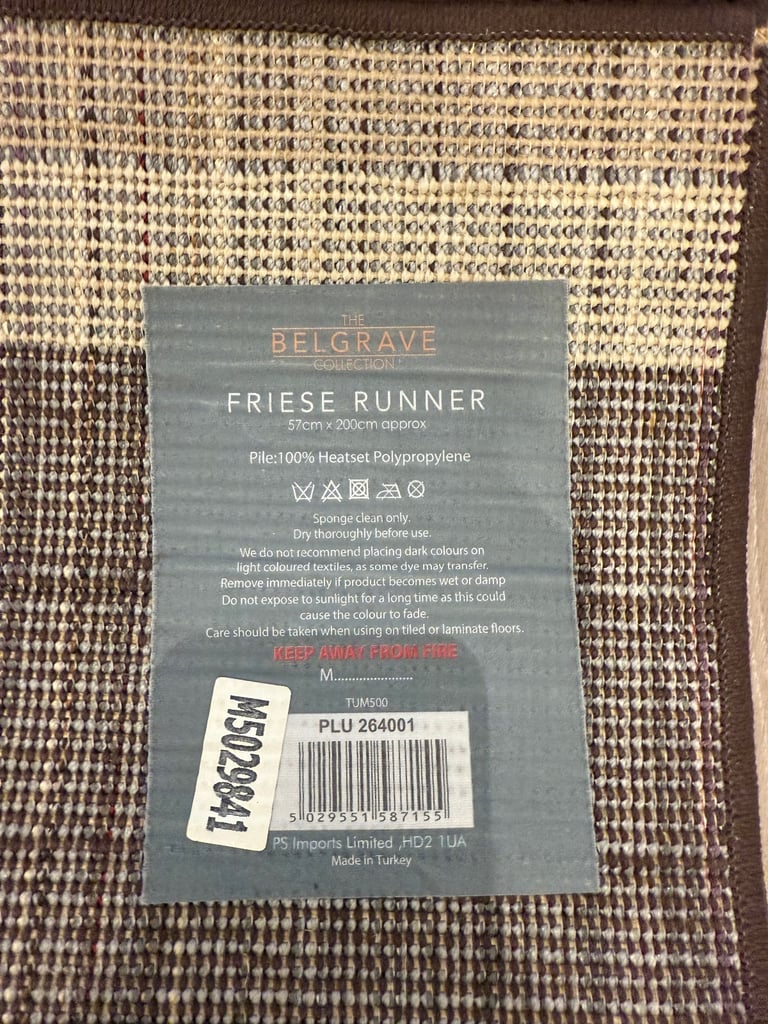 THE
BELGRAVE
COLLECTION
FRIESE RUNNER
57cm x 200cm approx
Pile:100% Heatset Polypropylene
Sponge clean only.
Dry thoroughly before use.
We do not recommend placing dark colours on
light coloured textiles, as some dye may transfer.
Remove immediately if product becomes wet or damp
Do not expose to sunlight for a long time as this could
cause the colour to fade.
Care should be taken when using on tiled or laminate floors.
KEEP AWAY FROM FIRE
M......................
TUM500
PLU 264001
5 029551 587155
M5029841
PS Imports Limited ,HD2 1UA
Made in Turkey